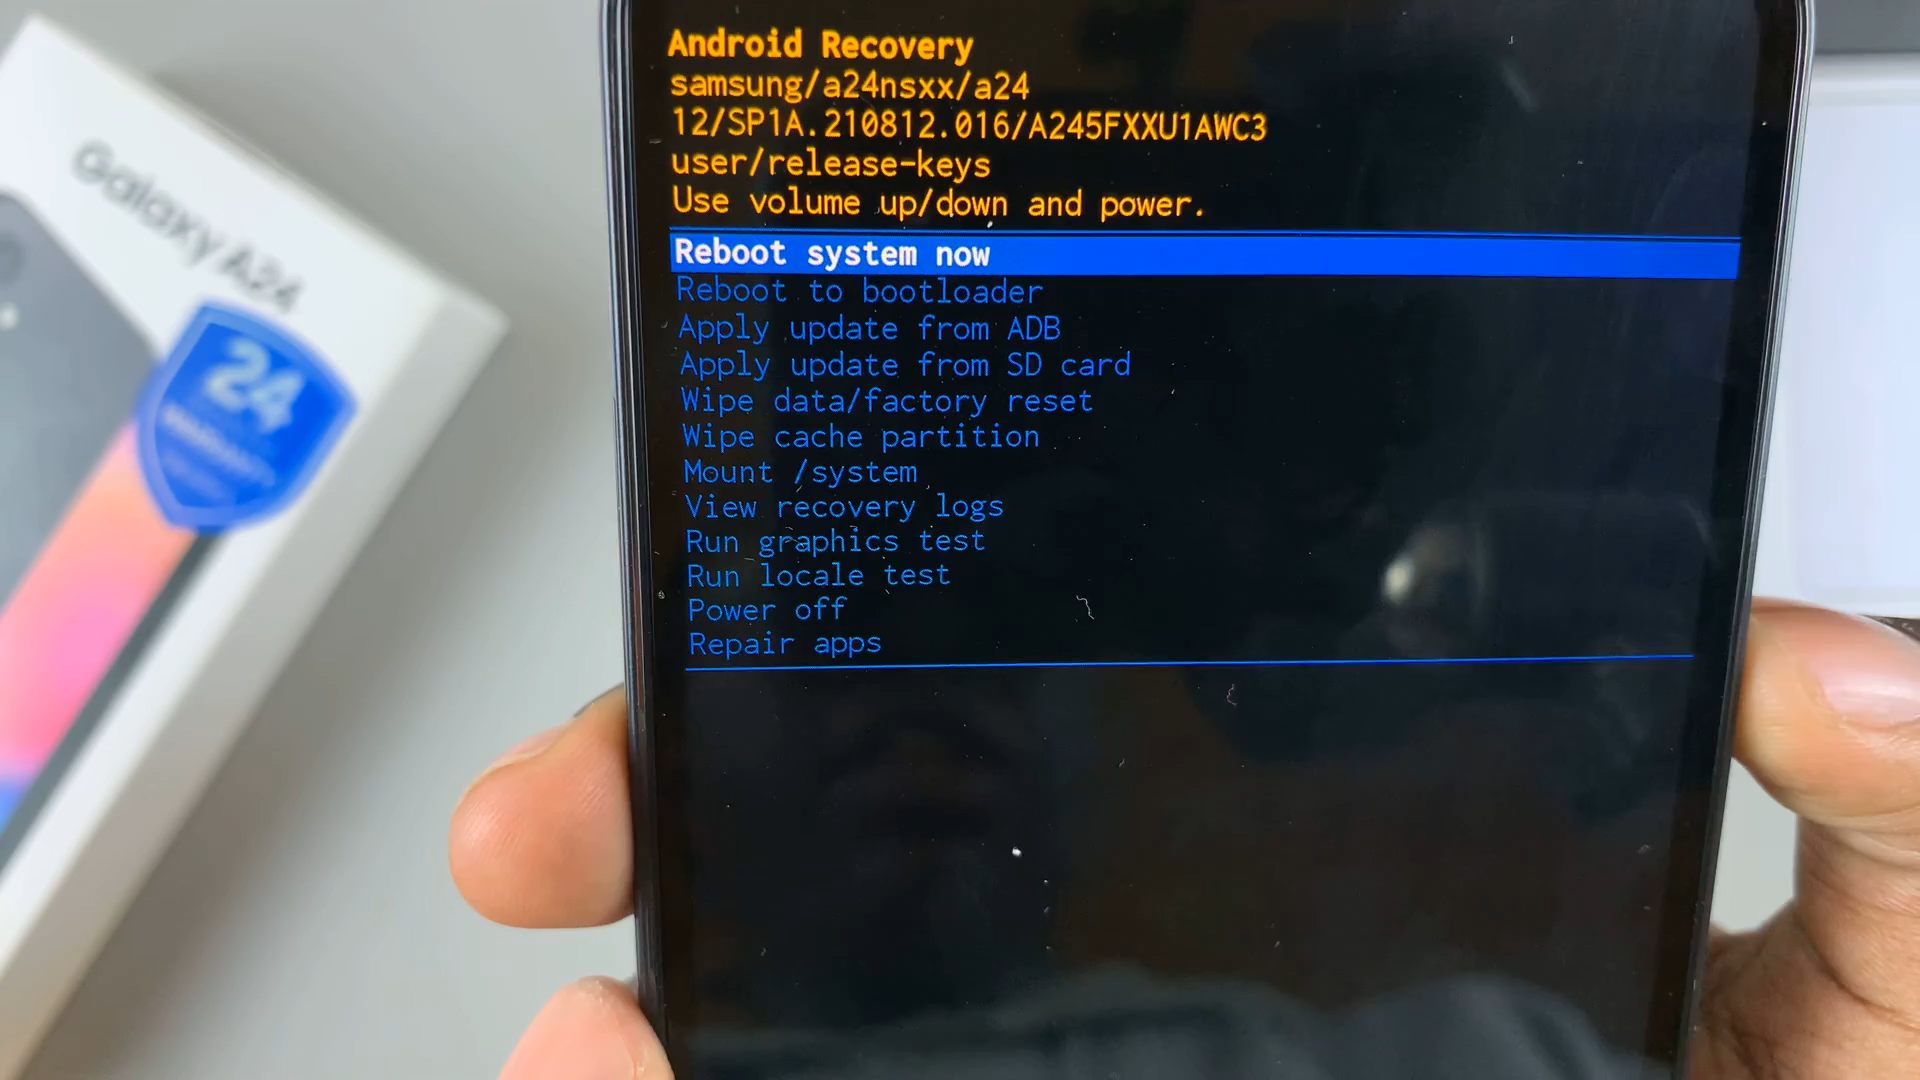 Galaxy A24
24
WARRANTY
Android Recovery
samsung/a24nsxx/a24
12/SP1A.210812.016/A245FXXU1AWC3
user/release-keys
Use volume up/down and power.
Reboot system now
Reboot to bootloader
Apply update from ADB
Apply update from SD card
Wipe data/factory reset
Wipe cache partition
Mount /system
View recovery logs
Run graphics test
Run locale test
Power off
Repair apps